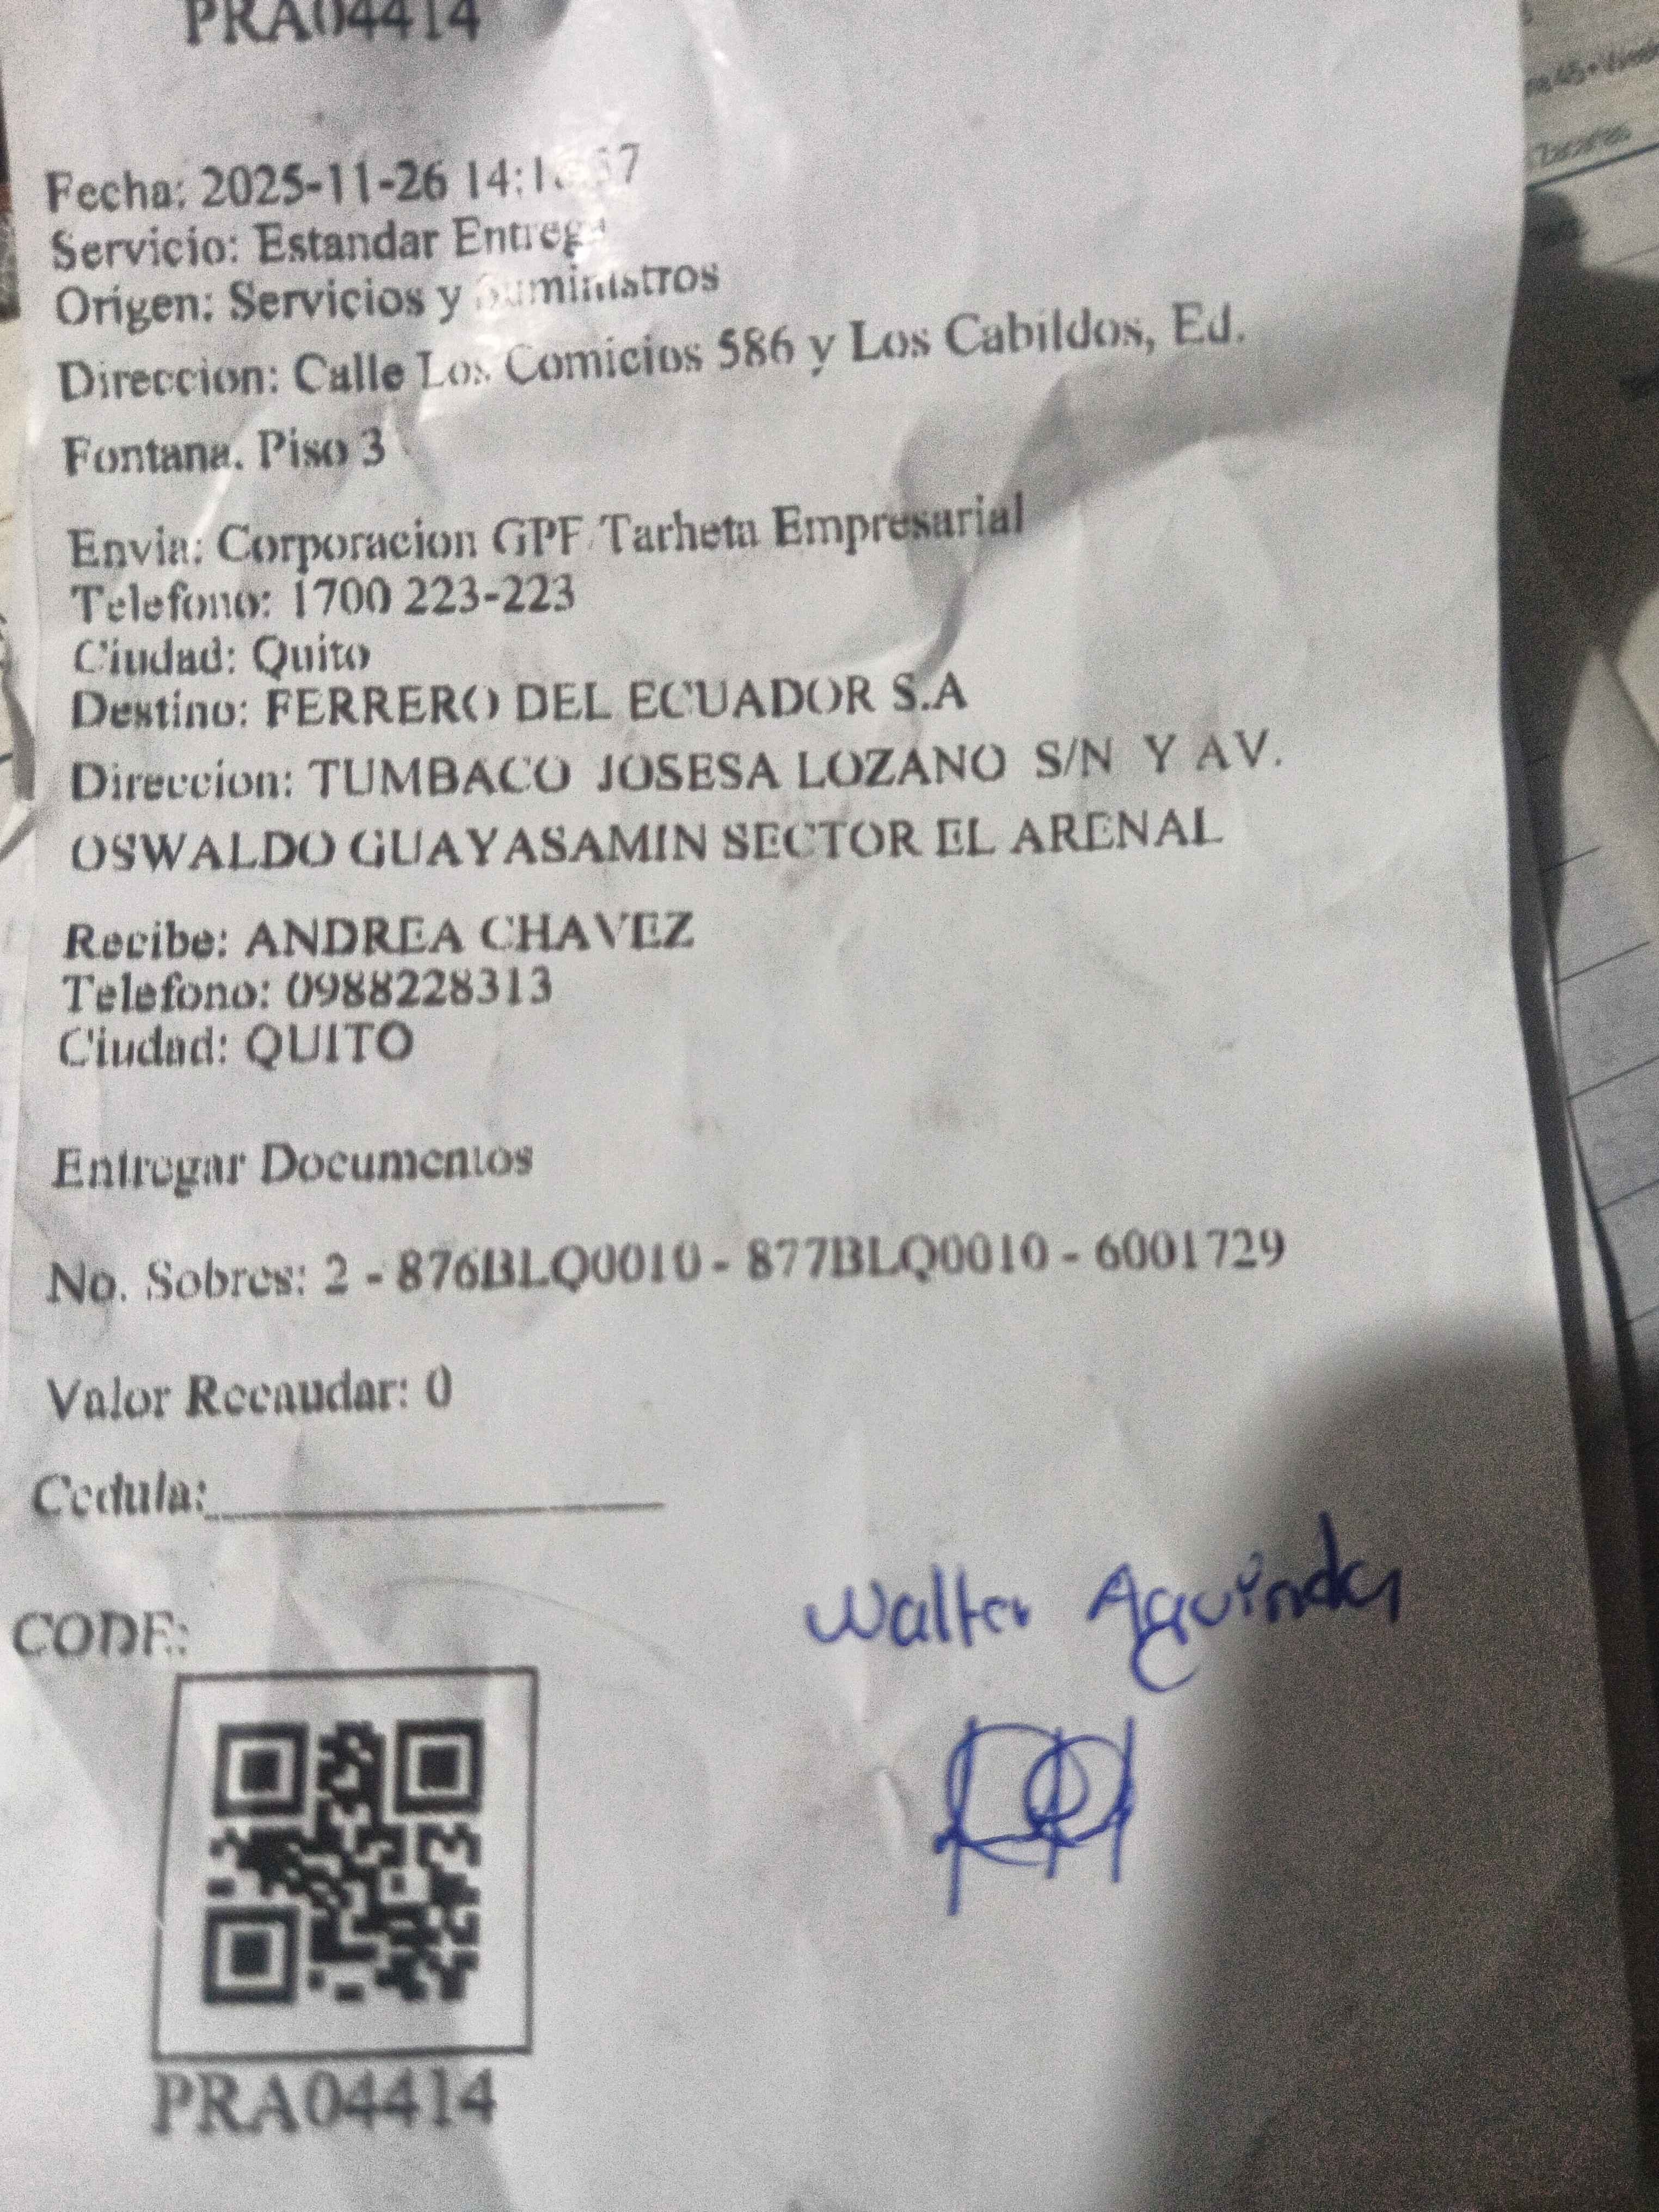 PRA04414
Fecha: 2025-11-26
Servicio: Estandar Entrega
Origen: Servicios y Suministros
Direccion: Calle Los Comicios 586 y Los Cabildos, Ed.
Fontana. Piso 3
Envia: Corporacion GPF Tarheta Empresarial
Telefono: 1700 223-223
Ciudad: Quito
Destino: FERRERO DEL ECUADOR S.A
Direccion: TUMBACO JOSESA LOZANO S/N Y AV.
OSWALDO GUAYASAMIN SECTOR EL ARENAL
Recibe: ANDREA CHAVEZ
Telefono: 0988228313
Ciudad: QUITO
Entregar Documentos
No. Sobres: 2 - 876BLQ0010 - 877BLQ0010 - 6001729
Valor Recaudar: 0
Cedula:
Walter Aguinda
CODE:
PRA04414